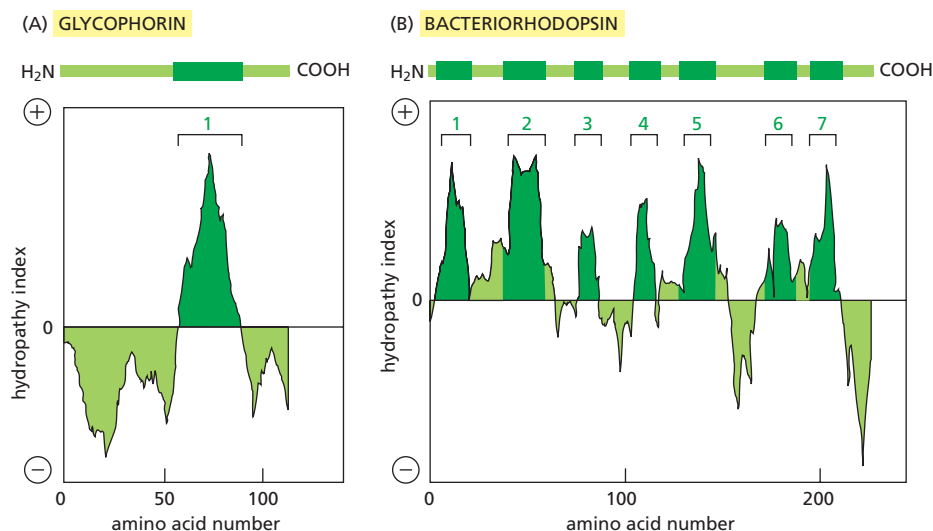 (A) GLYCOPHORIN
H₂N
COOH
+
1
hydropathy index
0
−
0 50 100
amino acid number
(B) BACTERIORHODOPSIN
H₂N
COOH
+
1 2 3 4 5 6 7
hydropathy index
0
−
0 100 200
amino acid number